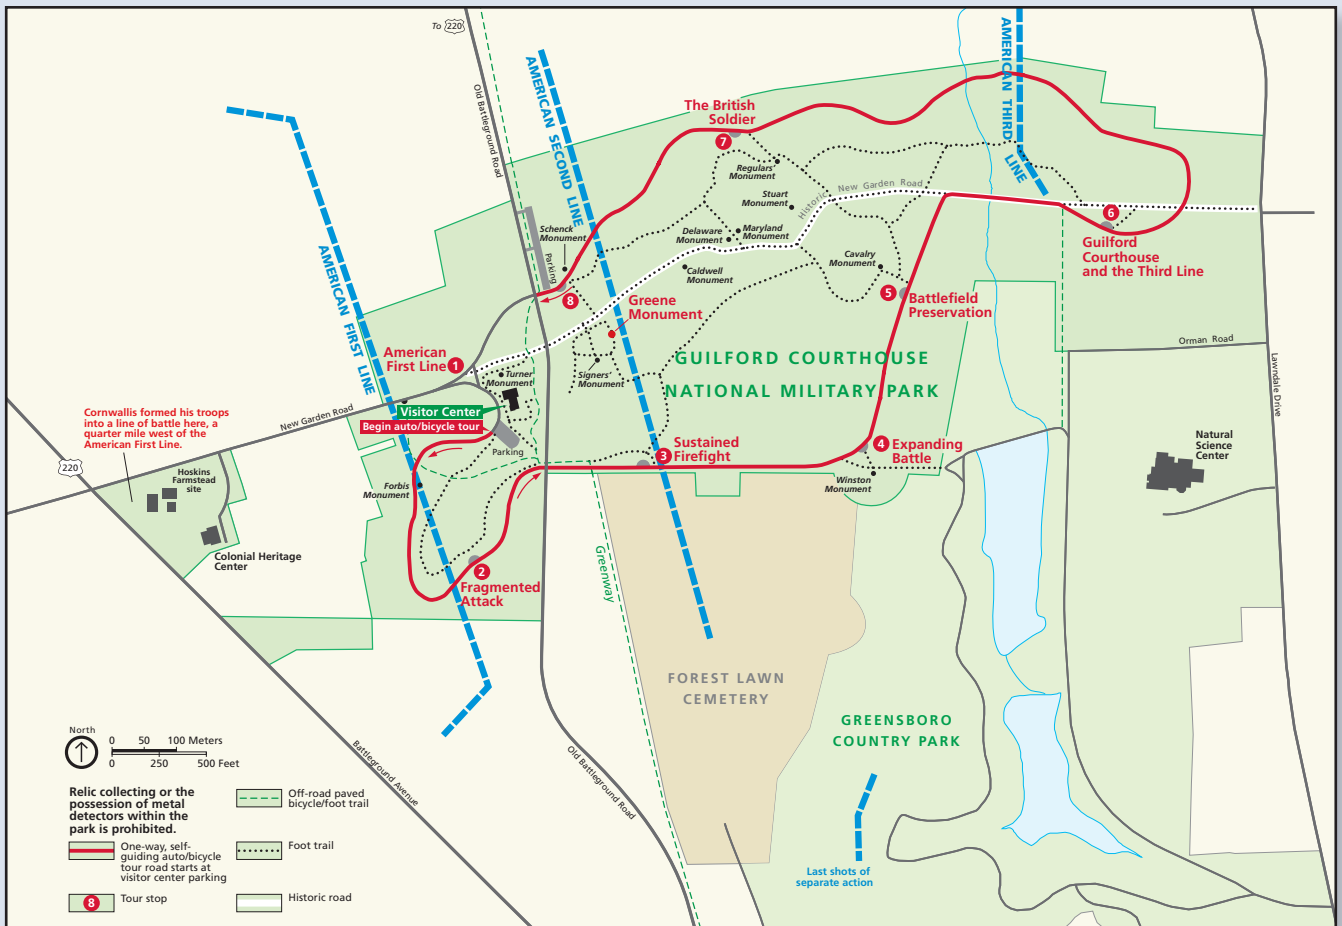 To 220
Old Battleground Road
AMERICAN SECOND LINE
AMERICAN THIRD
LINE
The British
Soldier
7
Regulars'
Monument
Stuart
Monument
Historic New Garden Road
6
Guilford
Courthouse
and the Third Line
Schenck
Monument
Delaware
Monument
Maryland
Monument
Cavalry
Monument
Caldwell
Monument
Parking
8
Greene
Monument
5
Battlefield
Preservation
AMERICAN FIRST LINE
American
First Line
1
GUILFORD COURTHOUSE
NATIONAL MILITARY PARK
Orman Road
Lawndale Drive
Turner
Monument
Signers'
Monument
Visitor Center
Begin auto/bicycle tour
Parking
New Garden Road
Cornwallis formed his troops
into a line of battle here, a
quarter mile west of the
American First Line.
220
Hoskins
Farmstead
site
Colonial Heritage
Center
Forbis
Monument
3
Sustained
Firefight
4
Expanding
Battle
Winston
Monument
Natural
Science
Center
2
Fragmented
Attack
Greenway
FOREST LAWN
CEMETERY
GREENSBORO
COUNTRY PARK
Battleground Avenue
Old Battleground Road
Last shots of
separate action
North
0 50 100 Meters
0 250 500 Feet
Relic collecting or the
possession of metal
detectors within the
park is prohibited.
One-way, self-
guiding auto/bicycle
tour road starts at
visitor center parking
8
Tour stop
Off-road paved
bicycle/foot trail
Foot trail
Historic road